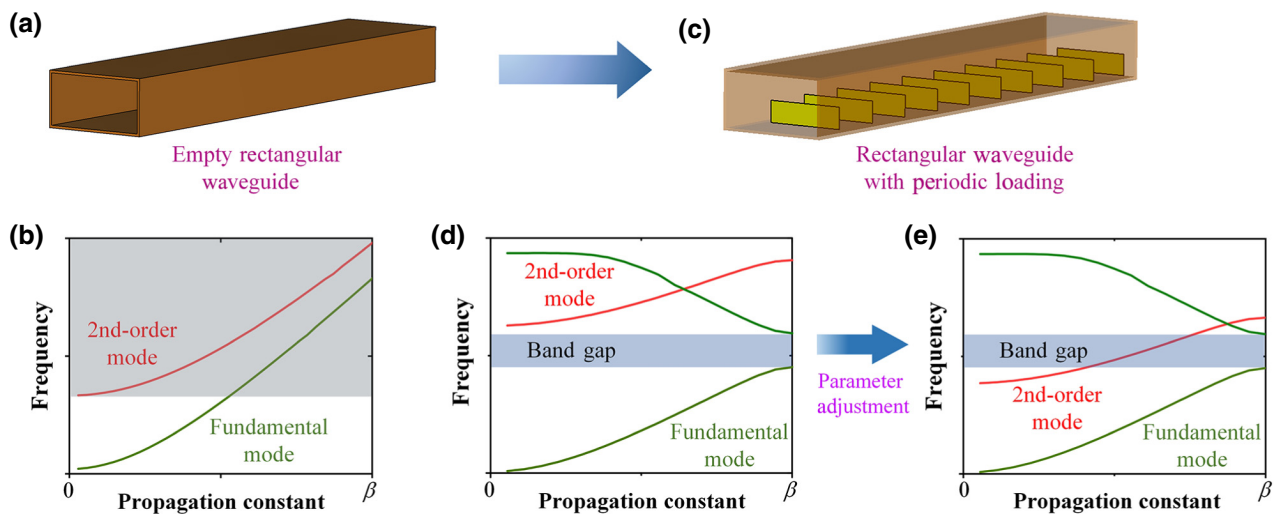 (a)
Empty rectangular
waveguide
(c)
Rectangular waveguide
with periodic loading
(b)
Frequency
2nd-order
mode
Fundamental
mode
0
Propagation constant
β
(d)
Frequency
2nd-order
mode
Band gap
Fundamental
mode
0
Propagation constant
β
Parameter
adjustment
(e)
Frequency
Band gap
2nd-order
mode
Fundamental
mode
0
Propagation constant
β